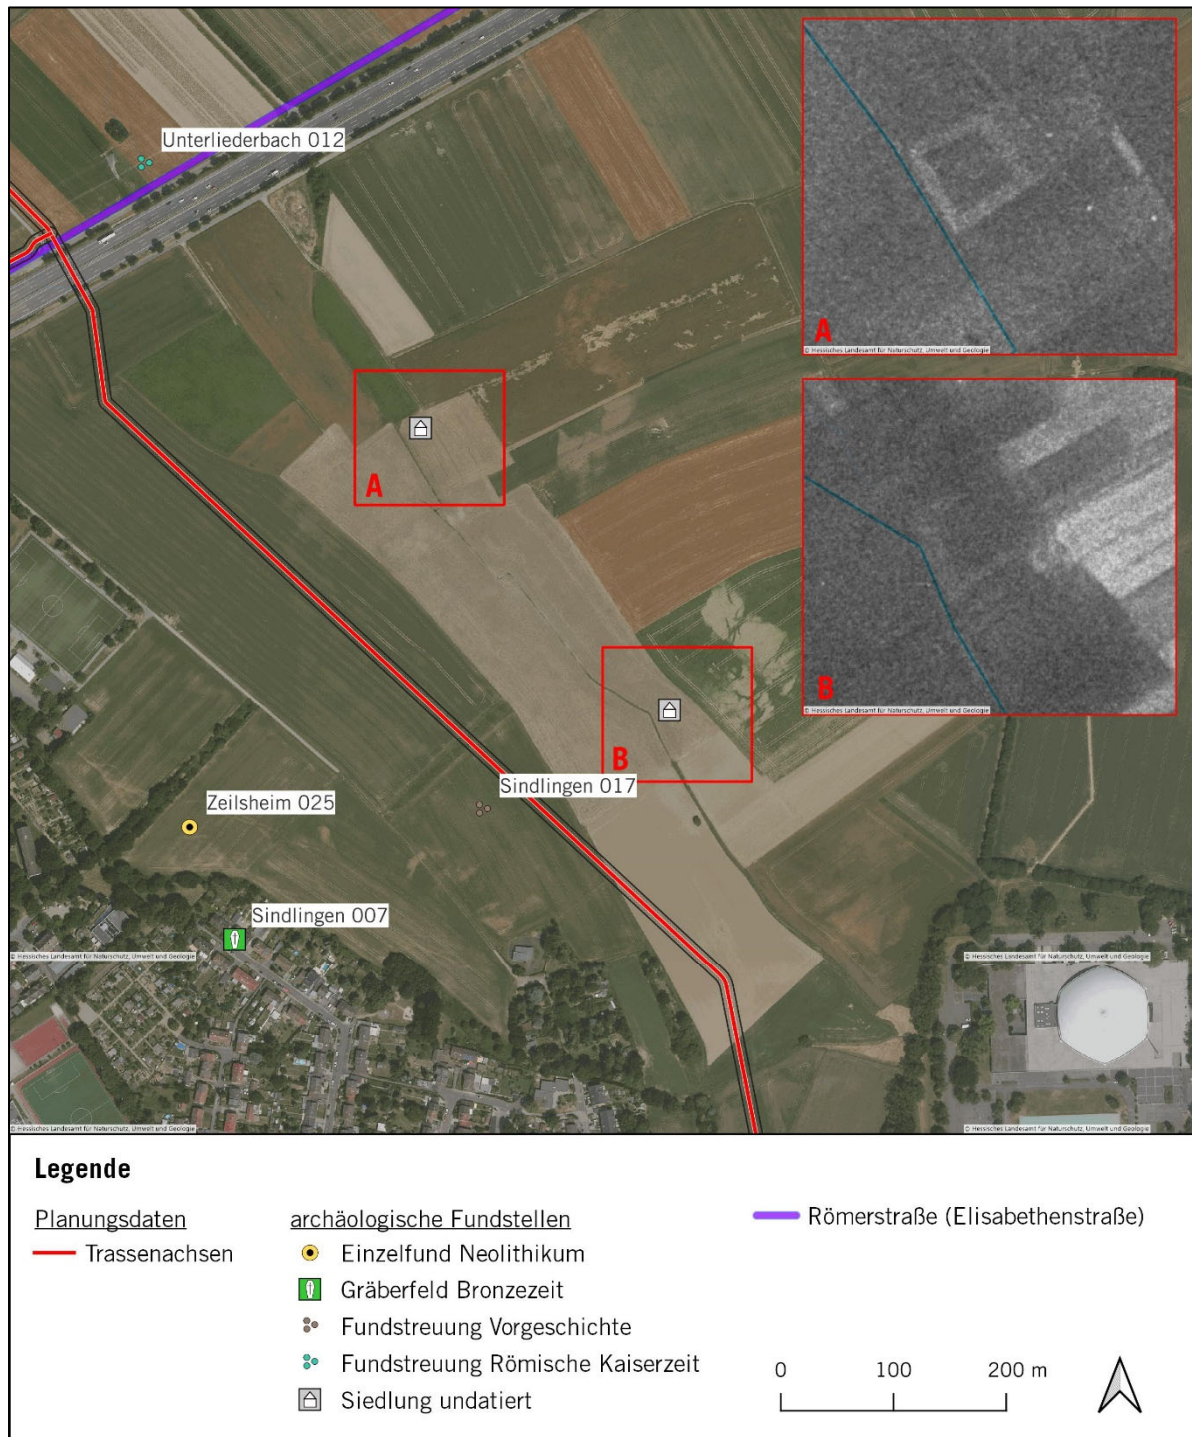 Unterliederbach 012
A
© Hessisches Landesamt für Naturschutz, Umwelt und Geologie
A
B
© Hessisches Landesamt für Naturschutz, Umwelt und Geologie
B
Sindlingen 017
Zeilsheim 025
Sindlingen 007
© Hessisches Landesamt für Naturschutz, Umwelt und Geologie
© Hessisches Landesamt für Naturschutz, Umwelt und Geologie
© Hessisches Landesamt für Naturschutz, Umwelt und Geologie
© Hessisches Landesamt für Naturschutz, Umwelt und Geologie
Legende
Planungsdaten
Trassenachsen
archäologische Fundstellen
Einzelfund Neolithikum
Gräberfeld Bronzezeit
Fundstreuung Vorgeschichte
Fundstreuung Römische Kaiserzeit
Siedlung undatiert
Römerstraße (Elisabethenstraße)
0 100 200 m